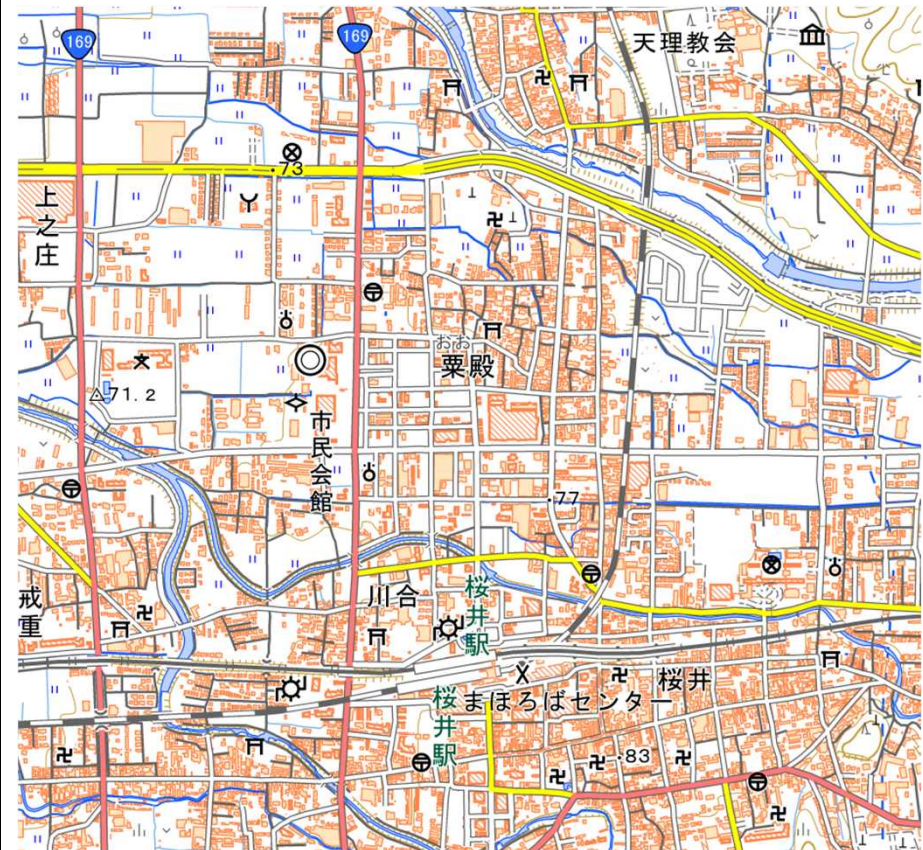 169
169
天理教会
73
上之庄
おお
粟殿
71.2
市民会館
77
戒重
川合
桜井駅
桜井
まほろばセンター
桜井駅
83